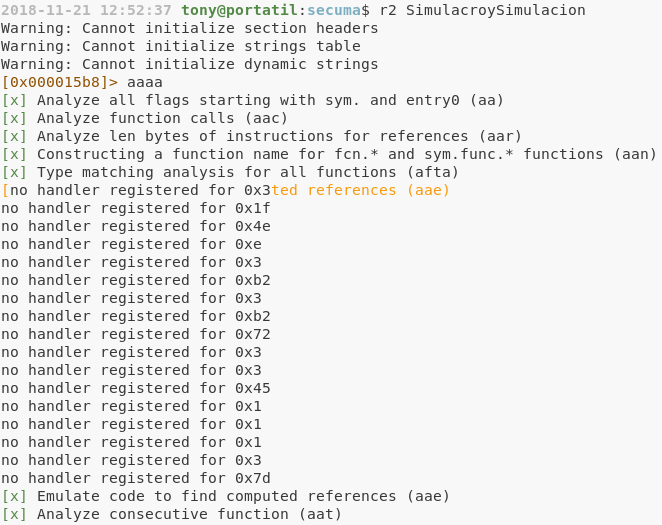 2018-11-21 12:52:37 tony@portatil:secuma$ r2 SimulacroySimulacion
Warning: Cannot initialize section headers
Warning: Cannot initialize strings table
Warning: Cannot initialize dynamic strings
[0x000015b8]> aaaa
[x] Analyze all flags starting with sym. and entry0 (aa)
[x] Analyze function calls (aac)
[x] Analyze len bytes of instructions for references (aar)
[x] Constructing a function name for fcn.* and sym.func.* functions (aan)
[x] Type matching analysis for all functions (afta)
[no handler registered for 0x3ted references (aae)
no handler registered for 0x1f
no handler registered for 0x4e
no handler registered for 0xe
no handler registered for 0x3
no handler registered for 0xb2
no handler registered for 0x3
no handler registered for 0xb2
no handler registered for 0x72
no handler registered for 0x3
no handler registered for 0x3
no handler registered for 0x45
no handler registered for 0x1
no handler registered for 0x1
no handler registered for 0x1
no handler registered for 0x3
no handler registered for 0x7d
[x] Emulate code to find computed references (aae)
[x] Analyze consecutive function (aat)